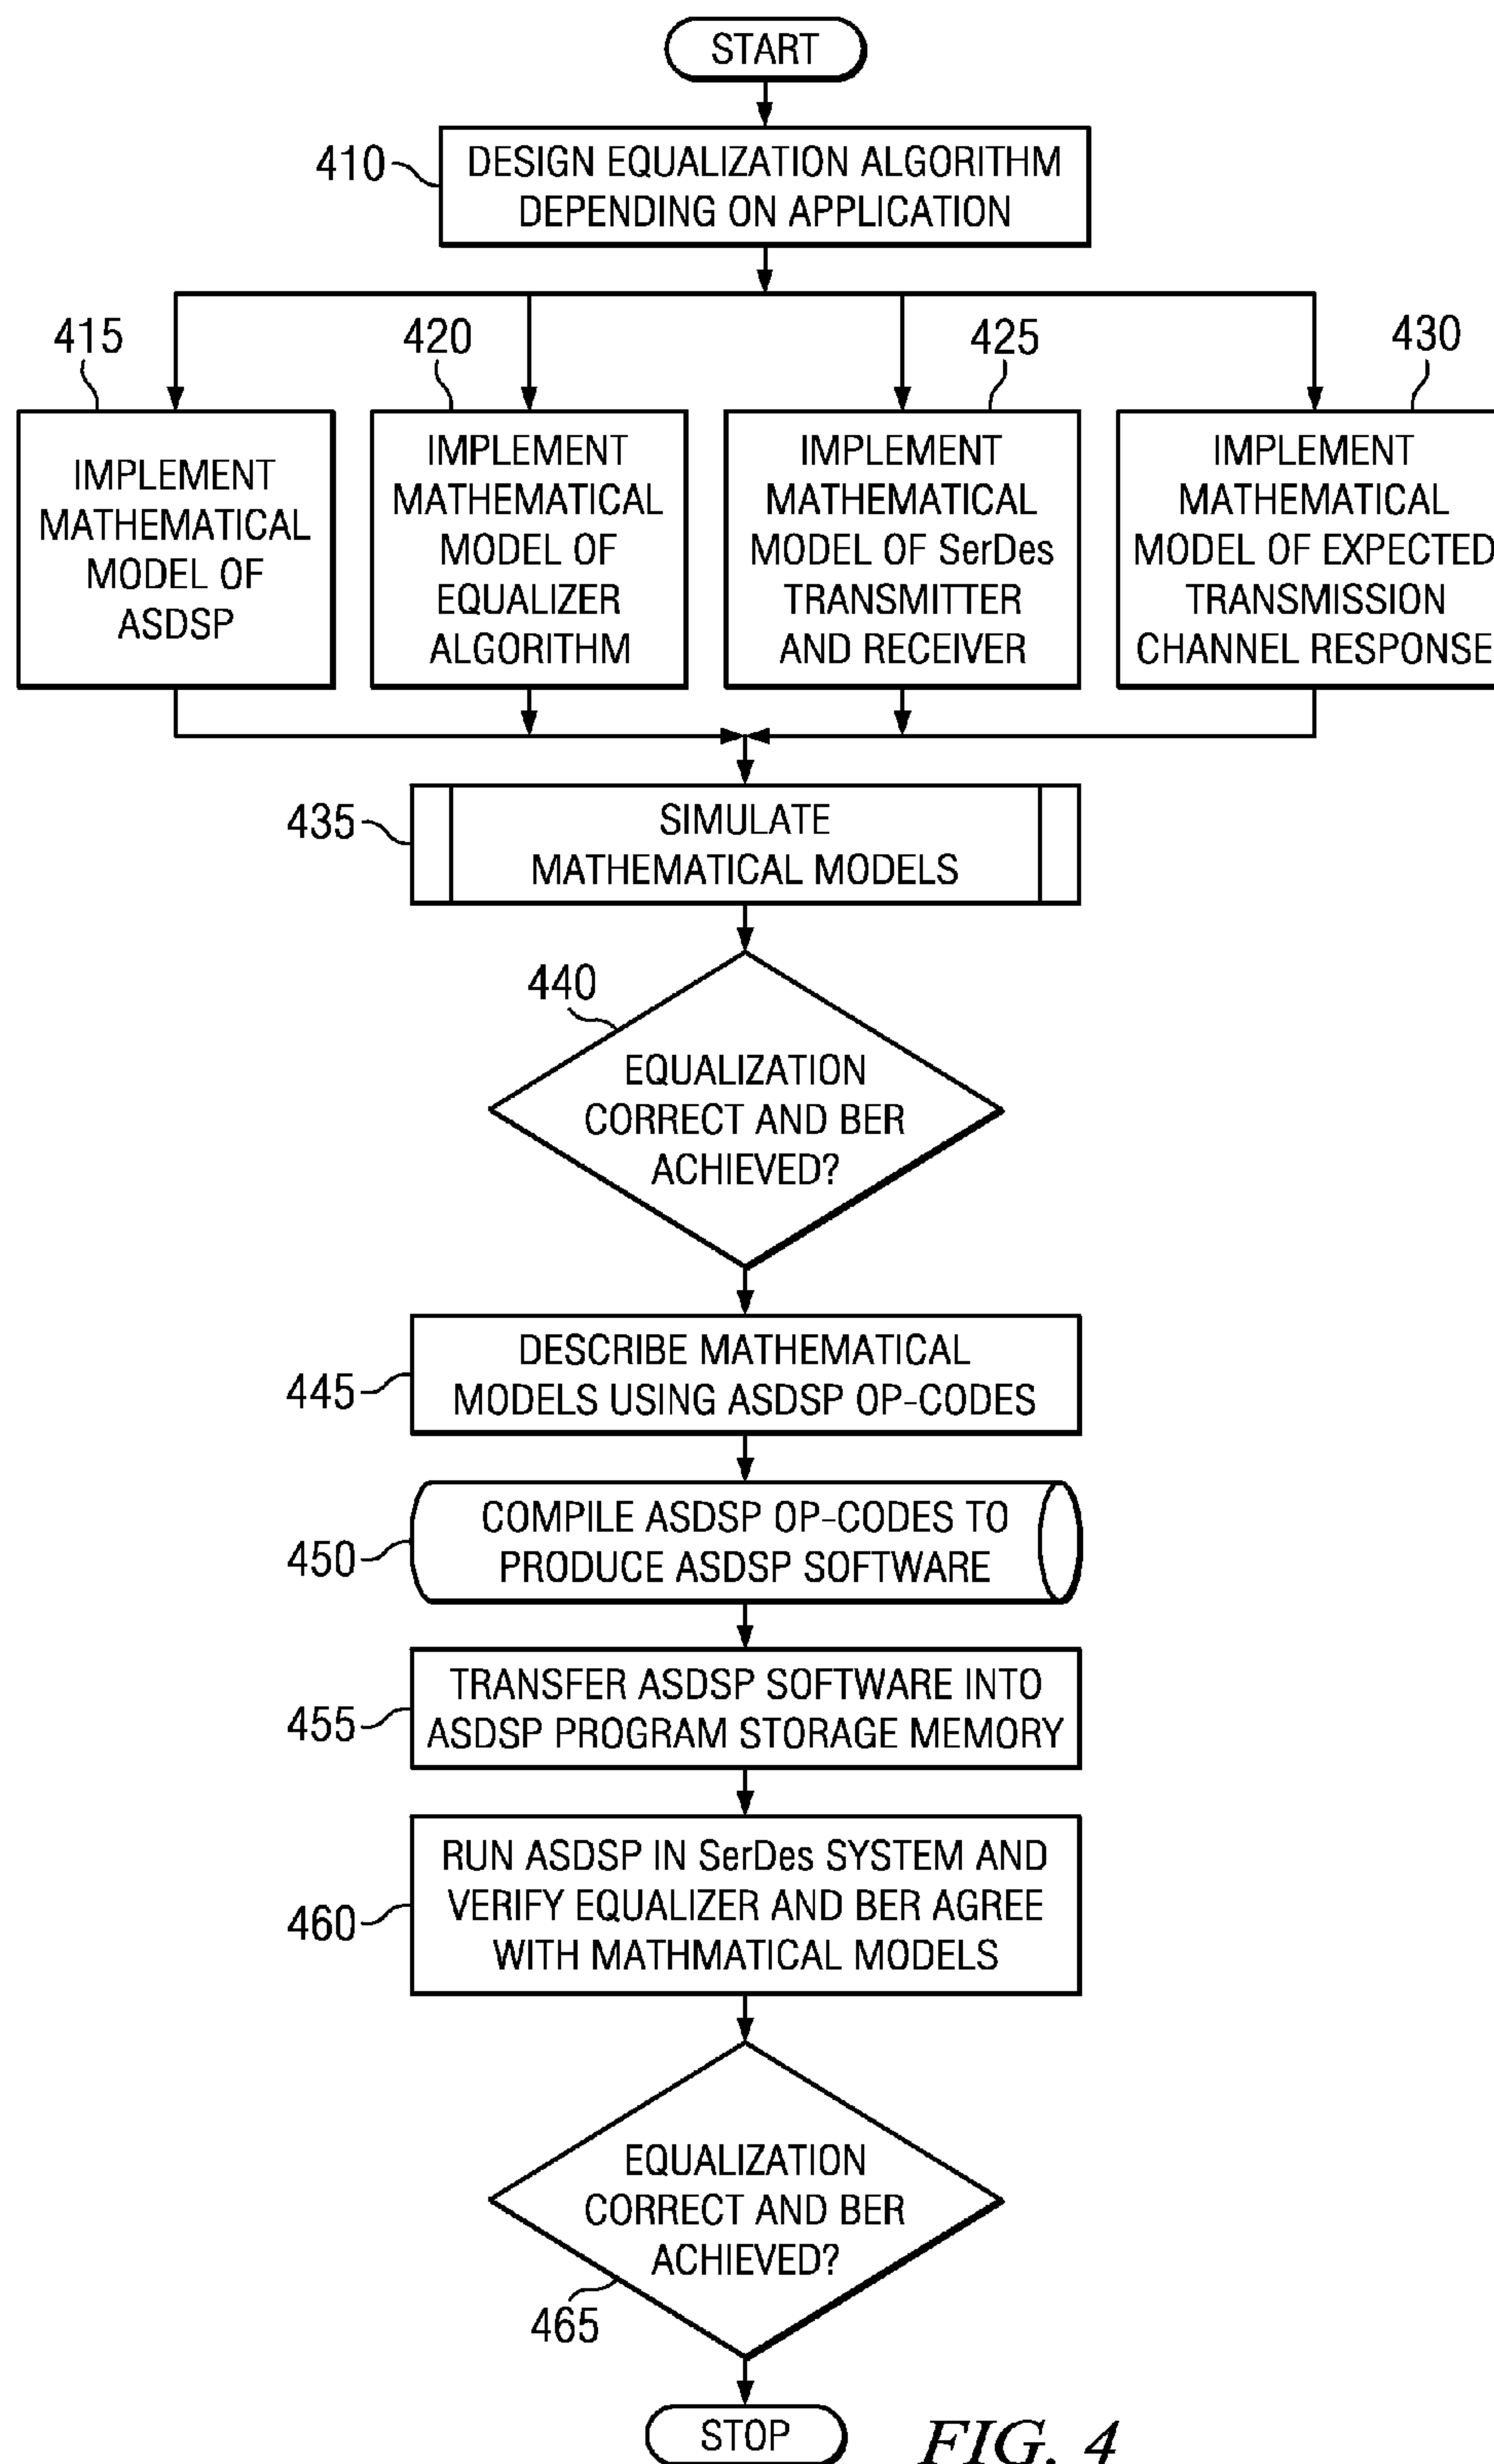 START
410
DESIGN EQUALIZATION ALGORITHM
DEPENDING ON APPLICATION
415
IMPLEMENT
MATHEMATICAL
MODEL OF
ASDSP
420
IMPLEMENT
MATHEMATICAL
MODEL OF
EQUALIZER
ALGORITHM
425
IMPLEMENT
MATHEMATICAL
MODEL OF SerDes
TRANSMITTER
AND RECEIVER
430
IMPLEMENT
MATHEMATICAL
MODEL OF EXPECTED
TRANSMISSION
CHANNEL RESPONSE
435
SIMULATE
MATHEMATICAL MODELS
440
EQUALIZATION
CORRECT AND BER
ACHIEVED?
445
DESCRIBE MATHEMATICAL
MODELS USING ASDSP OP-CODES
450
COMPILE ASDSP OP-CODES TO
PRODUCE ASDSP SOFTWARE
455
TRANSFER ASDSP SOFTWARE INTO
ASDSP PROGRAM STORAGE MEMORY
460
RUN ASDSP IN SerDes SYSTEM AND
VERIFY EQUALIZER AND BER AGREE
WITH MATHMATICAL MODELS
EQUALIZATION
CORRECT AND BER
ACHIEVED?
465
STOP
FIG. 4